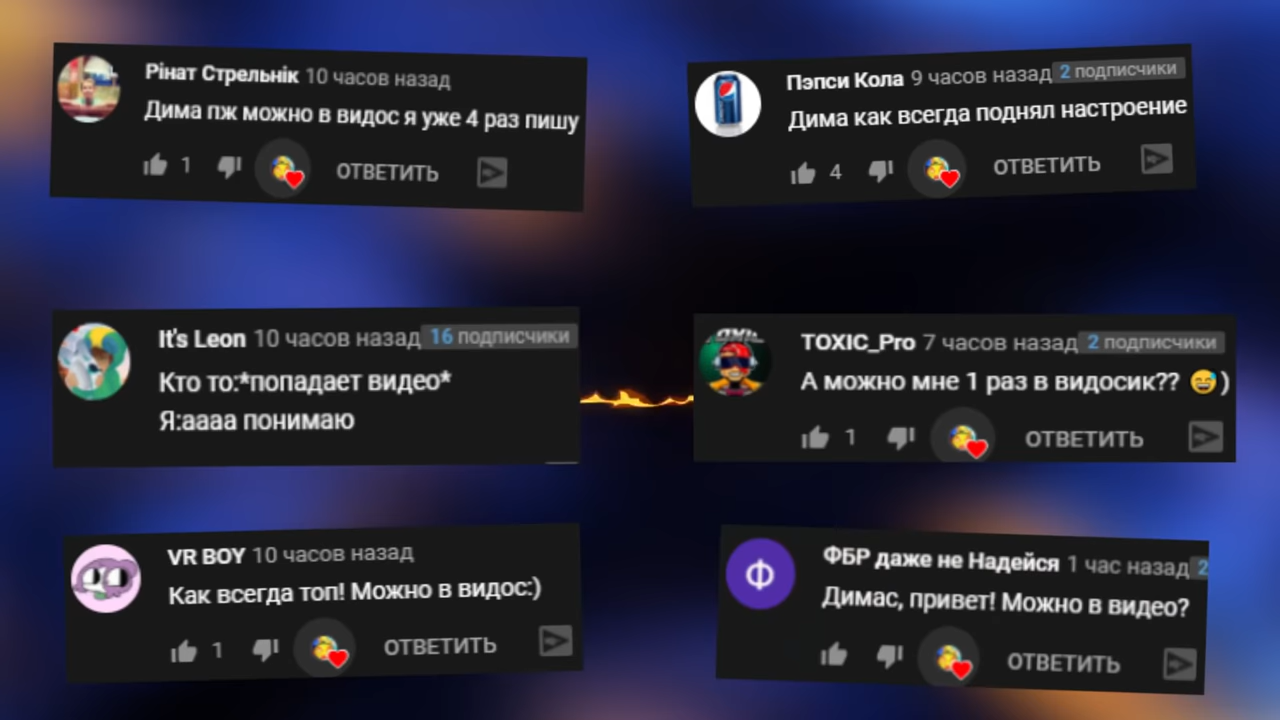 Рінат Стрельнік 10 часов назад
Дима пж можно в видос я уже 4 раз пишу
1 ОТВЕТИТЬ
Пэпси Кола 9 часов назад 2 подписчики
Дима как всегда поднял настроение
4 ОТВЕТИТЬ
It's Leon 10 часов назад 16 подписчики
Кто то:*попадает видео*
Я:аааа понимаю
TOXIC_Pro 7 часов назад 2 подписчики
А можно мне 1 раз в видосик?? 😅 )
1 ОТВЕТИТЬ
VR BOY 10 часов назад
Как всегда топ! Можно в видос:)
1 ОТВЕТИТЬ
ФБР даже не Надейся 1 час назад 2
Димас, привет! Можно в видео?
ОТВЕТИТЬ
Ф